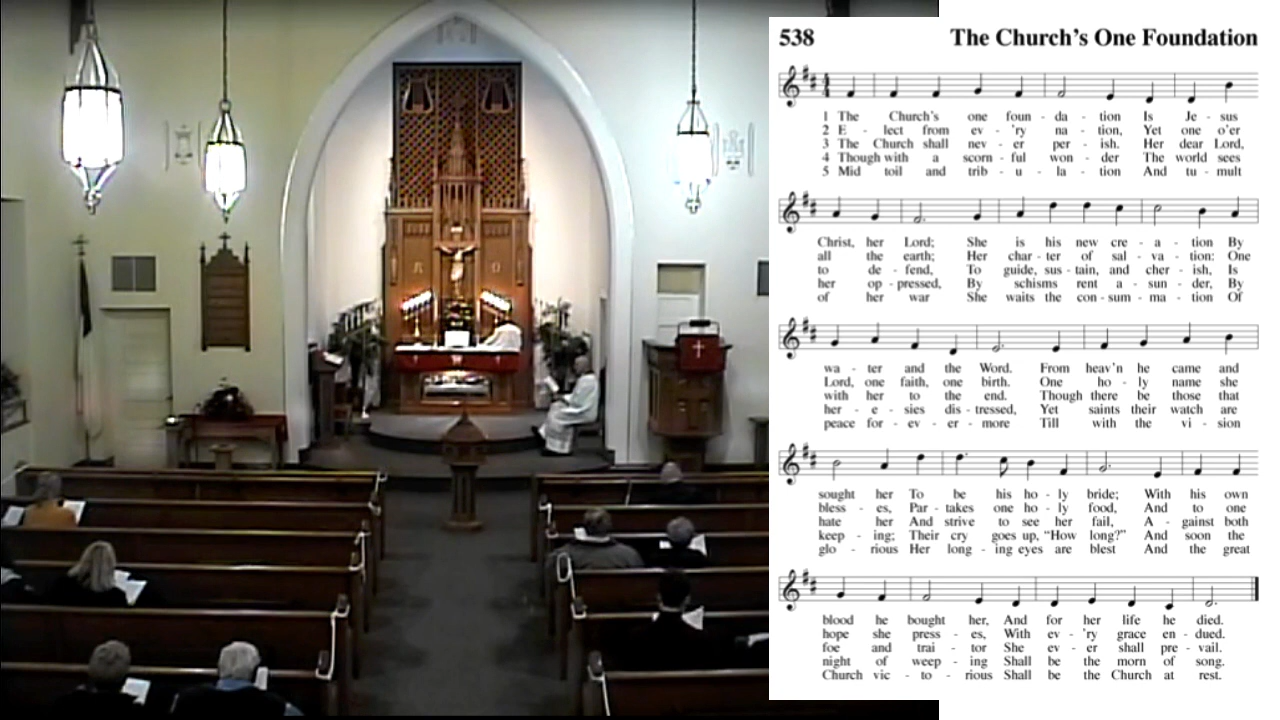 538 The Church's One Foundation
1 The Church's one foun - da - tion Is Je - sus
2 E - lect from ev - 'ry na - tion, Yet one o'er
3 The Church shall nev - er per - ish. Her dear Lord,
4 Though with a scorn - ful won - der The world sees
5 Mid toil and trib - u - la - tion And tu - mult
Christ, her Lord; She is his new cre - a - tion By
all the earth; Her char - ter of sal - va - tion: One
to de - fend, To guide, sus - tain, and cher - ish, Is
her op - pressed, By schisms rent a - sun - der, By
of her war She waits the con - sum - ma - tion Of
wa - ter and the Word. From heav'n he came and
Lord, one faith, one birth. One ho - ly name she
with her to the end. Though there be those that
her - e - sies dis - tressed, Yet saints their watch are
peace for - ev - er - more Till with the vi - sion
sought her To be his ho - ly bride; With his own
bless - es, Par - takes one ho - ly food, And to one
hate her And strive to see her fail, A - gainst both
keep - ing; Their cry goes up, "How long?" And soon the
glo - rious Her long - ing eyes are blest And the great
blood he bought her, And for her life he died.
hope she press - es, With ev - 'ry grace en - dued.
foe and trai - tor She ev - er shall pre - vail.
night of weep - ing Shall be the morn of song.
Church vic - to - rious Shall be the Church at rest.